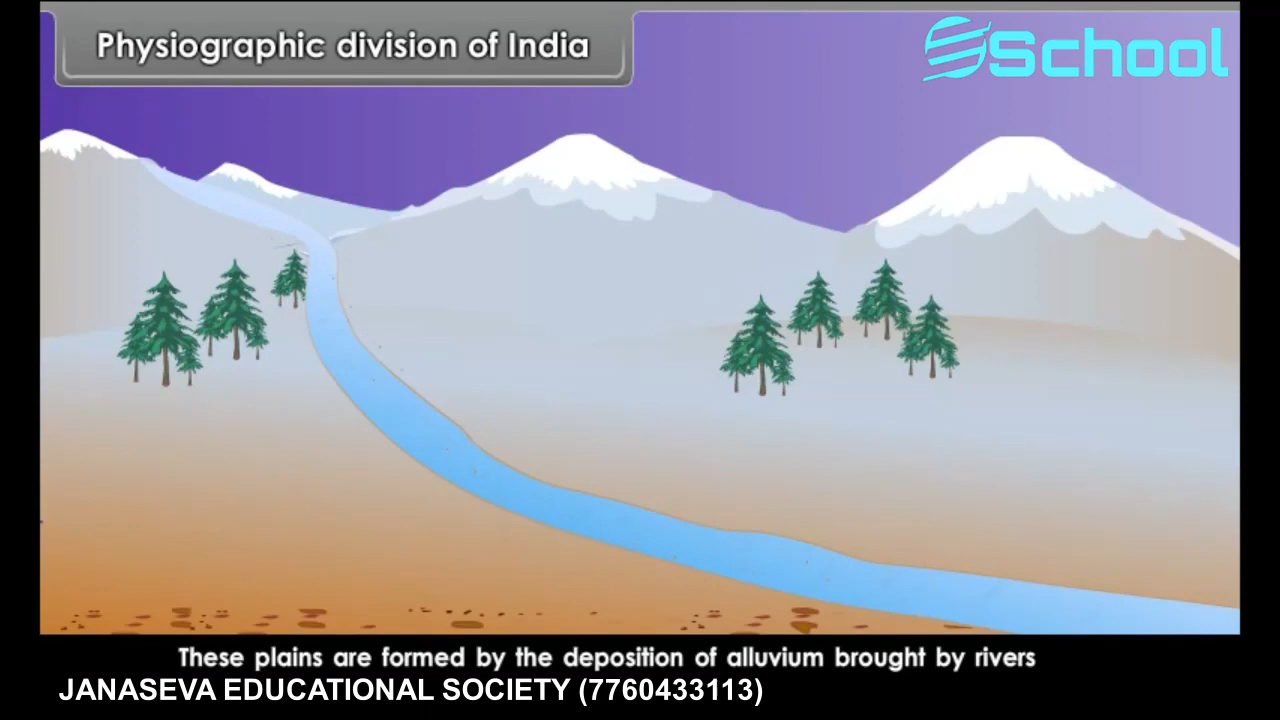 Physiographic division of India
School
These plains are formed by the deposition of alluvium brought by rivers
JANASEVA EDUCATIONAL SOCIETY (7760433113)